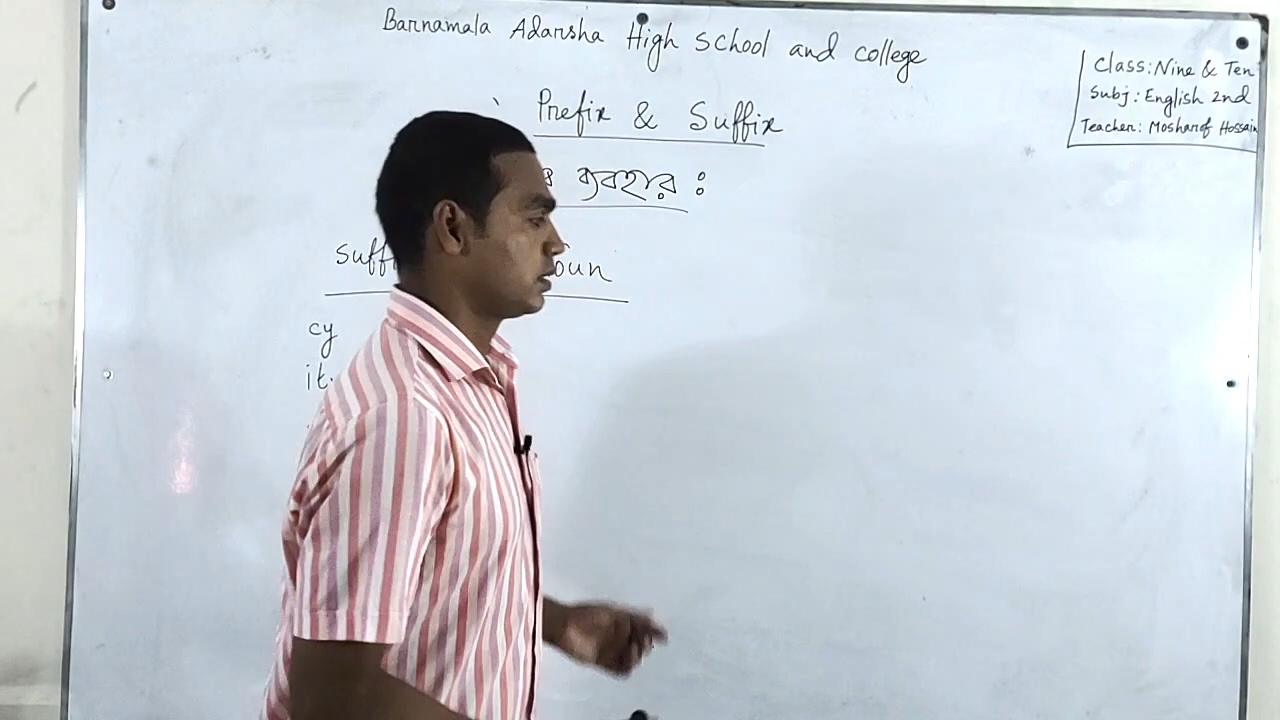 Barnamala Adarsha High School and college
Class: Nine & Ten
Subj: English 2nd
Teacher: Mosharof Hossain
Prefix & Suffix
ব্যবহার :
cy